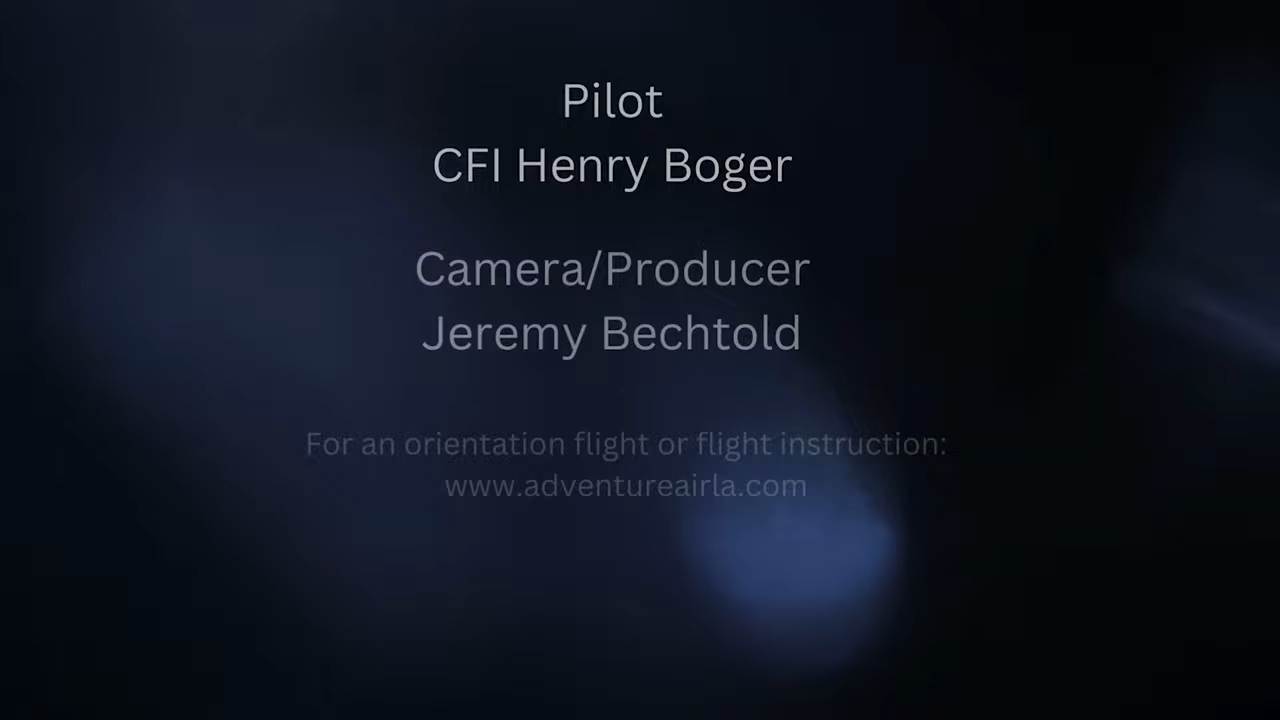 Pilot
CFI Henry Boger
Camera/Producer
Jeremy Bechtold
For an orientation flight or flight instruction:
www.adventureairla.com